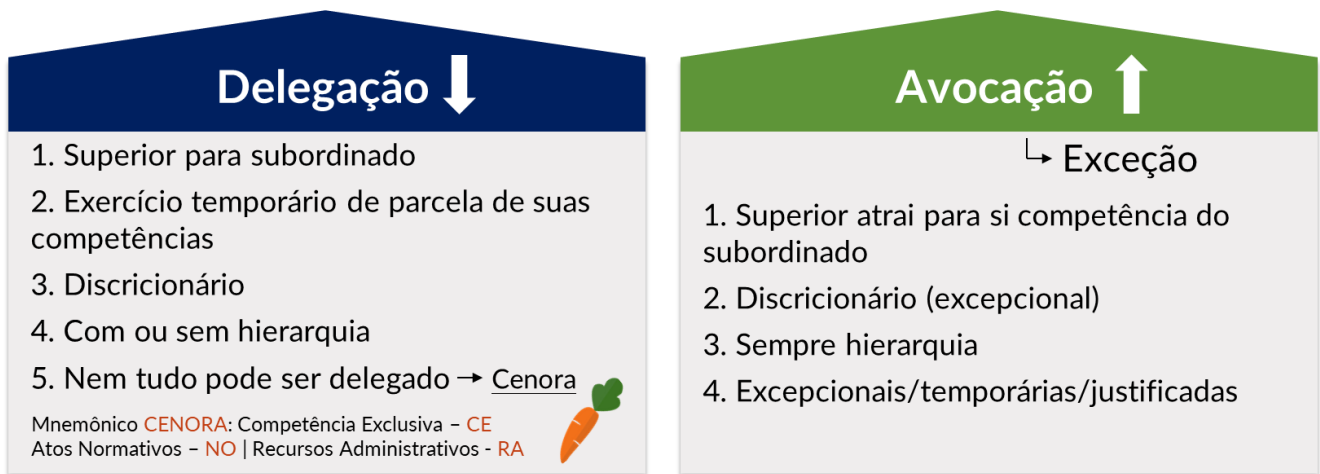 Delegação
1. Superior para subordinado
2. Exercício temporário de parcela de suas
competências
3. Discricionário
4. Com ou sem hierarquia
5. Nem tudo pode ser delegado → Cenora
Mnemônico CENORA: Competência Exclusiva – CE
Atos Normativos – NO | Recursos Administrativos - RA
Avocação
Exceção
1. Superior atrai para si competência do
subordinado
2. Discricionário (excepcional)
3. Sempre hierarquia
4. Excepcionais/temporárias/justificadas